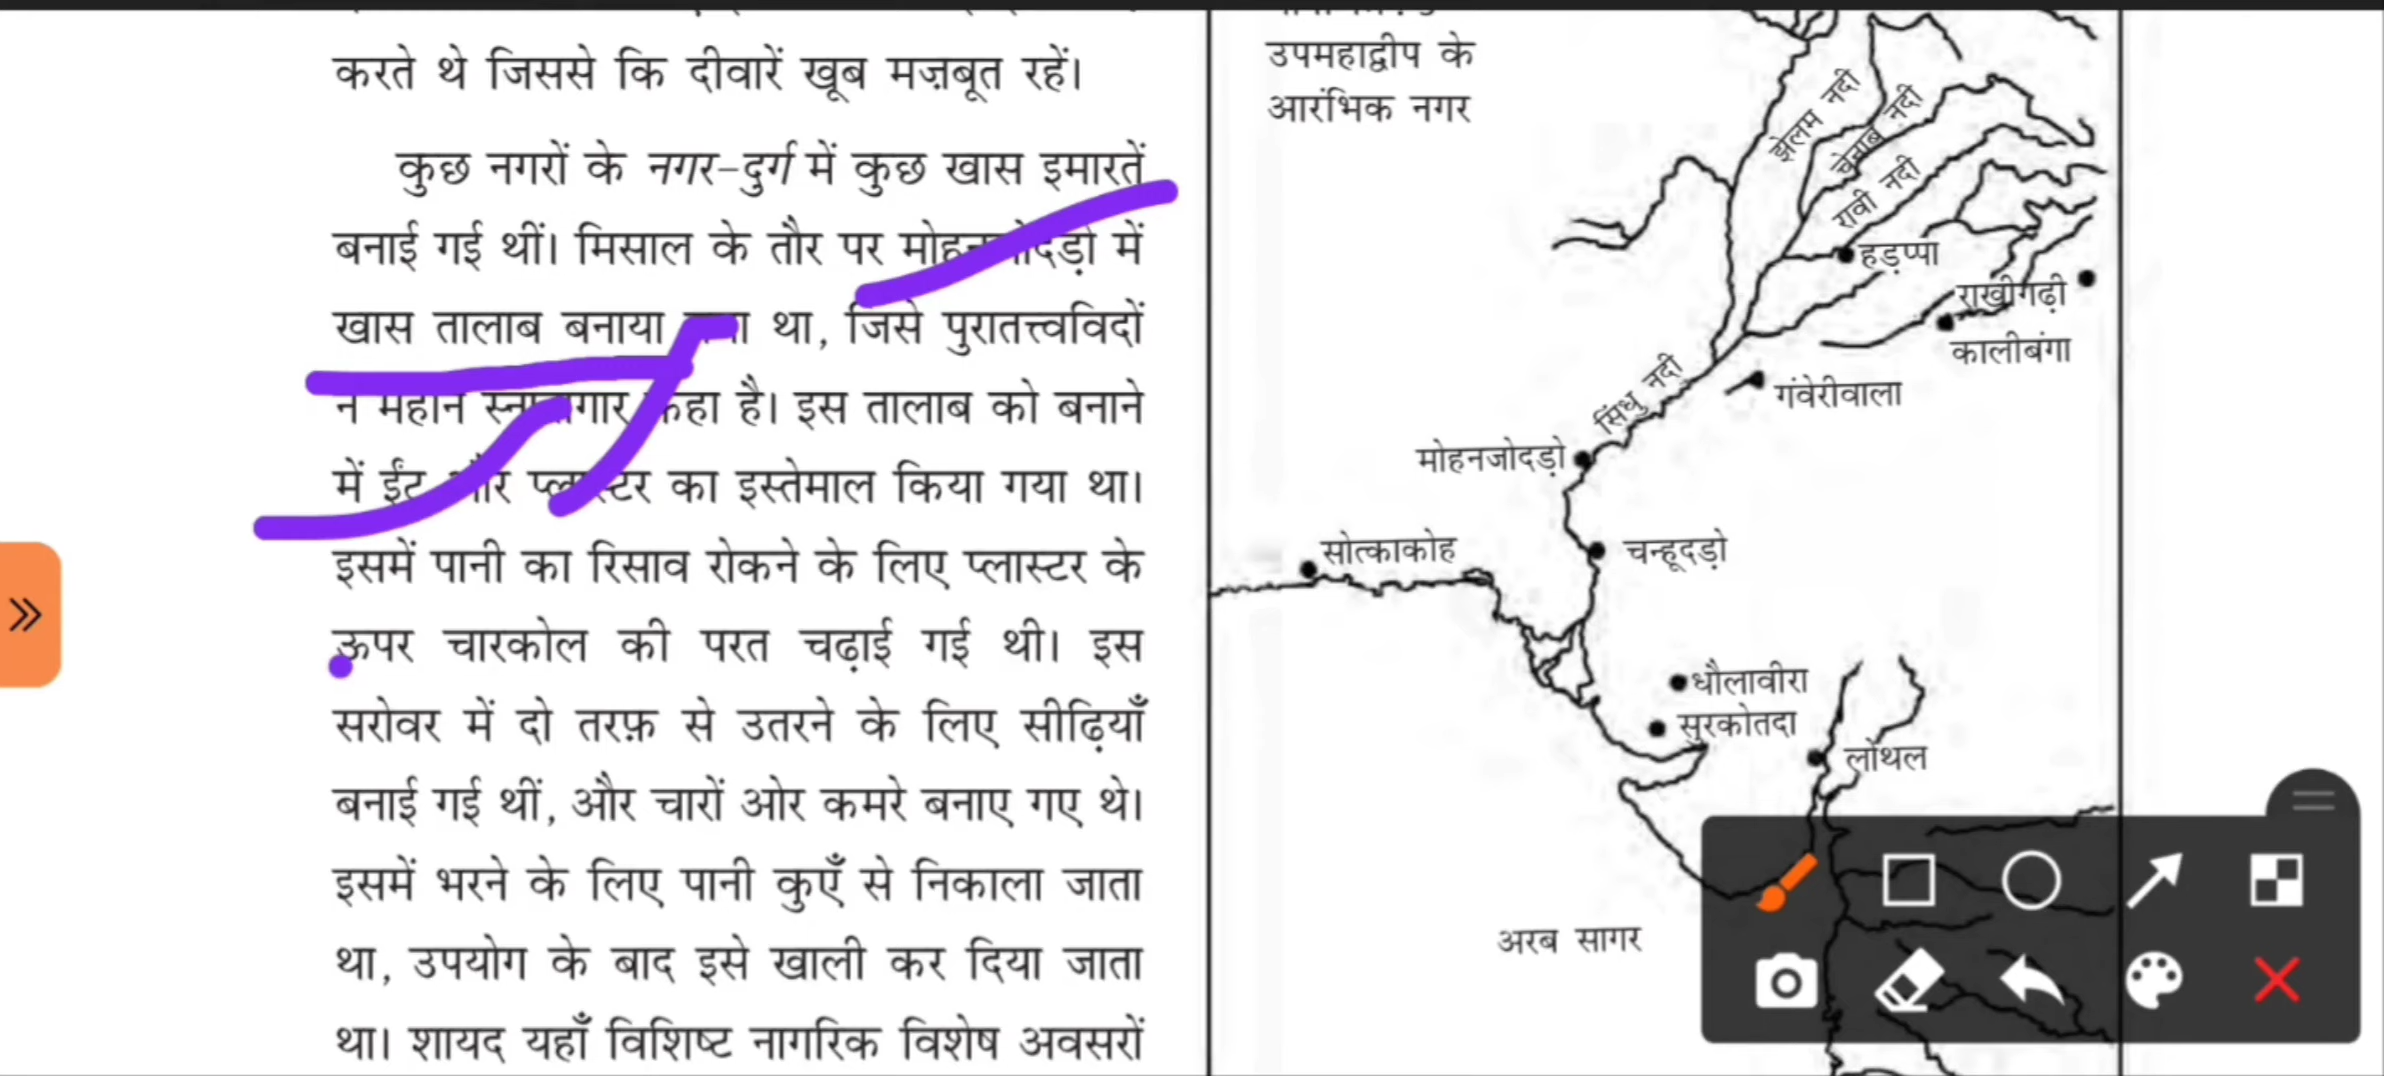 करते थे जिससे कि दीवारें खूब मज़बूत रहें।
कुछ नगरों के नगर-दुर्ग में कुछ खास इमारतें
बनाई गई थीं। मिसाल के तौर पर मोहनजोदड़ो में
खास तालाब बनाया गया था, जिसे पुरातत्त्वविदों
ने महान स्नानागार कहा है। इस तालाब को बनाने
में ईंट और प्लास्टर का इस्तेमाल किया गया था।
इसमें पानी का रिसाव रोकने के लिए प्लास्टर के
ऊपर चारकोल की परत चढ़ाई गई थी। इस
सरोवर में दो तरफ़ से उतरने के लिए सीढ़ियाँ
बनाई गई थीं, और चारों ओर कमरे बनाए गए थे।
इसमें भरने के लिए पानी कुएँ से निकाला जाता
था, उपयोग के बाद इसे खाली कर दिया जाता
था। शायद यहाँ विशिष्ट नागरिक विशेष अवसरों
उपमहाद्वीप के
आरंभिक नगर
झेलम नदी
चेनाब नदी
रावी नदी
हड़प्पा
राखीगढ़ी
कालीबंगा
गंवेरीवाला
सिंधु नदी
मोहनजोदड़ो
सोत्काकोह
चन्हूदड़ो
धौलावीरा
सुरकोतदा
लोथल
अरब सागर